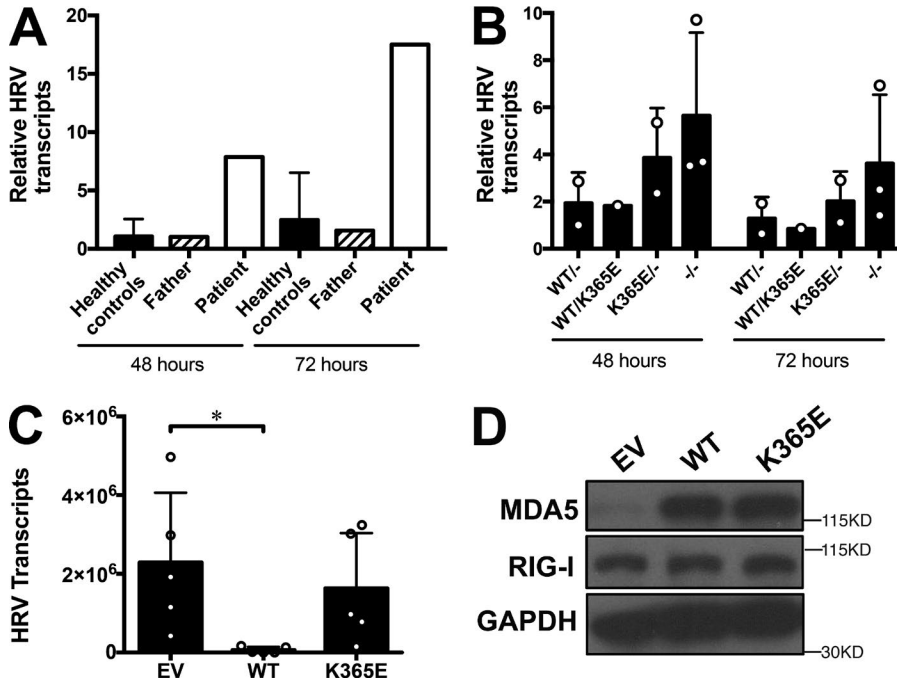 A
Relative HRV
transcripts
20
15
10
5
0
Healthy
controls
Father
Patient
Healthy
controls
Father
Patient
48 hours
72 hours
B
Relative HRV
transcripts
10
8
6
4
2
0
WT/-
WT/K365E
K365E/-
-/-
WT/-
WT/K365E
K365E/-
-/-
48 hours
72 hours
C
HRV Transcripts
6×10⁶
4×10⁶
2×10⁶
0
*
EV
WT
K365E
D
EV
WT
K365E
MDA5
115KD
RIG-I
115KD
GAPDH
30KD